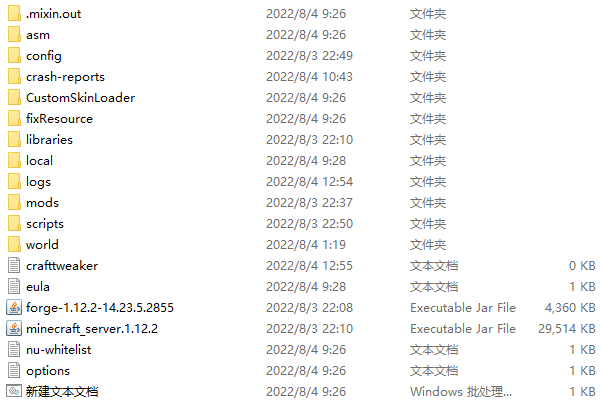 .mixin.out 2022/8/4 9:26 文件夹
asm 2022/8/4 9:26 文件夹
config 2022/8/3 22:49 文件夹
crash-reports 2022/8/4 10:43 文件夹
CustomSkinLoader 2022/8/4 9:26 文件夹
fixResource 2022/8/4 9:26 文件夹
libraries 2022/8/3 22:10 文件夹
local 2022/8/4 9:28 文件夹
logs 2022/8/4 12:54 文件夹
mods 2022/8/3 22:37 文件夹
scripts 2022/8/3 22:50 文件夹
world 2022/8/4 1:19 文件夹
crafttweaker 2022/8/4 12:55 文本文档 0 KB
eula 2022/8/4 9:28 文本文档 1 KB
forge-1.12.2-14.23.5.2855 2022/8/3 22:08 Executable Jar File 4,360 KB
minecraft_server.1.12.2 2022/8/3 22:10 Executable Jar File 29,514 KB
nu-whitelist 2022/8/4 9:26 文本文档 1 KB
options 2022/8/4 9:26 文本文档 1 KB
新建文本文档 2022/8/4 9:26 Windows 批处理... 1 KB